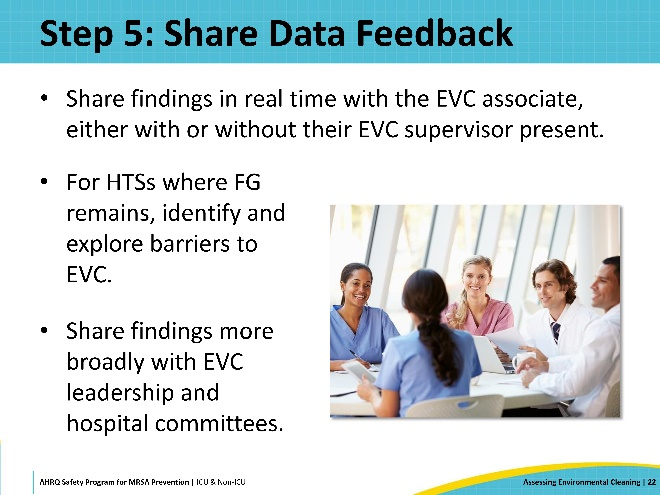 Step 5: Share Data Feedback
• Share findings in real time with the EVC associate,
either with or without their EVC supervisor present.
• For HTSs where FG
remains, identify and
explore barriers to
EVC.
• Share findings more
broadly with EVC
leadership and
hospital committees.
AHRQ Safety Program for MRSA Prevention | ICU & Non-ICU
Assessing Environmental Cleaning | 22